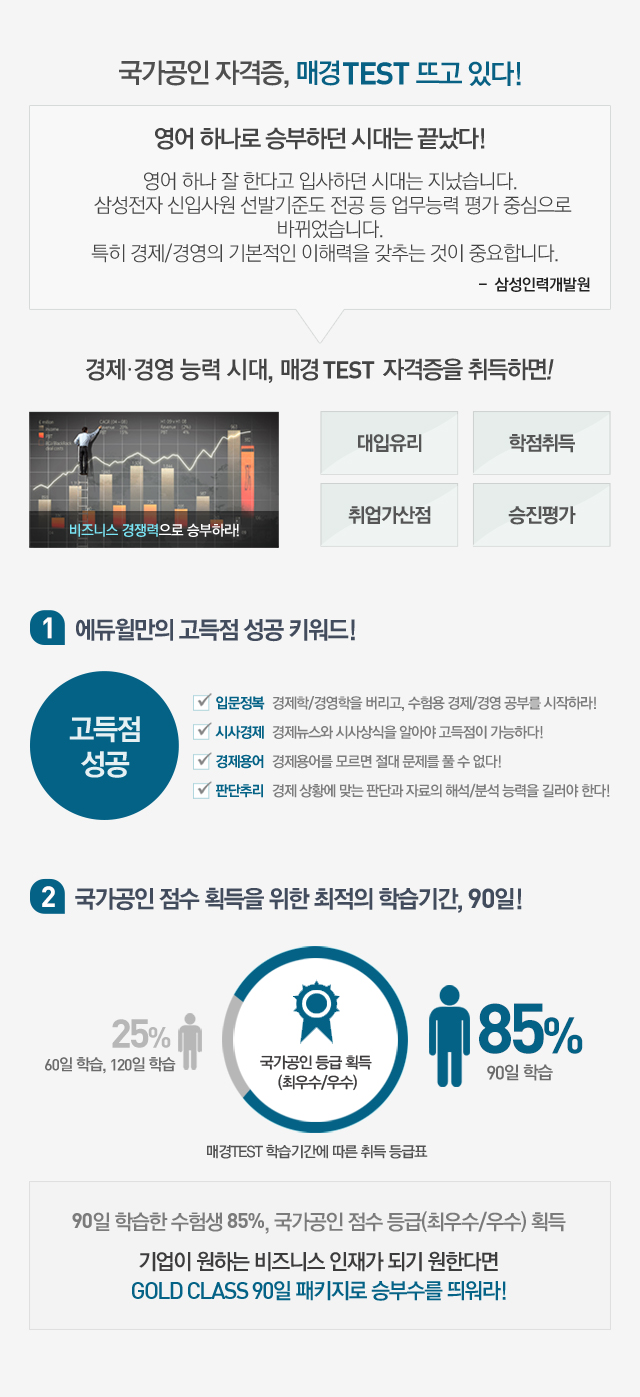 국가공인 자격증, 매경TEST 뜨고 있다!
영어 하나로 승부하던 시대는 끝났다!
영어 하나 잘 한다고 입사하던 시대는 지났습니다.
삼성전자 신입사원 선발기준도 전공 등 업무능력 평가 중심으로
바뀌었습니다.
특히 경제/경영의 기본적인 이해력을 갖추는 것이 중요합니다.
- 삼성인력개발원
경제·경영 능력 시대, 매경TEST 자격증을 취득하면!
비즈니스 경쟁력으로 승부하라!
대입유리
학점취득
취업가산점
승진평가
1 에듀윌만의 고득점 성공 키워드!
고득점
성공
입문정복 경제학/경영학을 버리고, 수험용 경제/경영 공부를 시작하라!
시사경제 경제뉴스와 시사상식을 알아야 고득점이 가능하다!
경제용어 경제용어를 모르면 절대 문제를 풀 수 없다!
판단추리 경제 상황에 맞는 판단과 자료의 해석/분석 능력을 길러야 한다!
2 국가공인 점수 획득을 위한 최적의 학습기간, 90일!
25%
60일 학습, 120일 학습
국가공인 등급 획득
(최우수/우수)
85%
90일 학습
매경TEST 학습기간에 따른 취득 등급표
90일 학습한 수험생 85%, 국가공인 점수 등급(최우수/우수) 획득
기업이 원하는 비즈니스 인재가 되기 원한다면
GOLD CLASS 90일 패키지로 승부수를 띄워라!